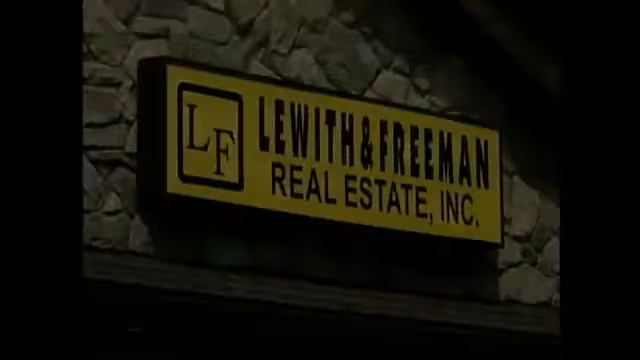 LF
LEWITH & FREEMAN
REAL ESTATE, INC.